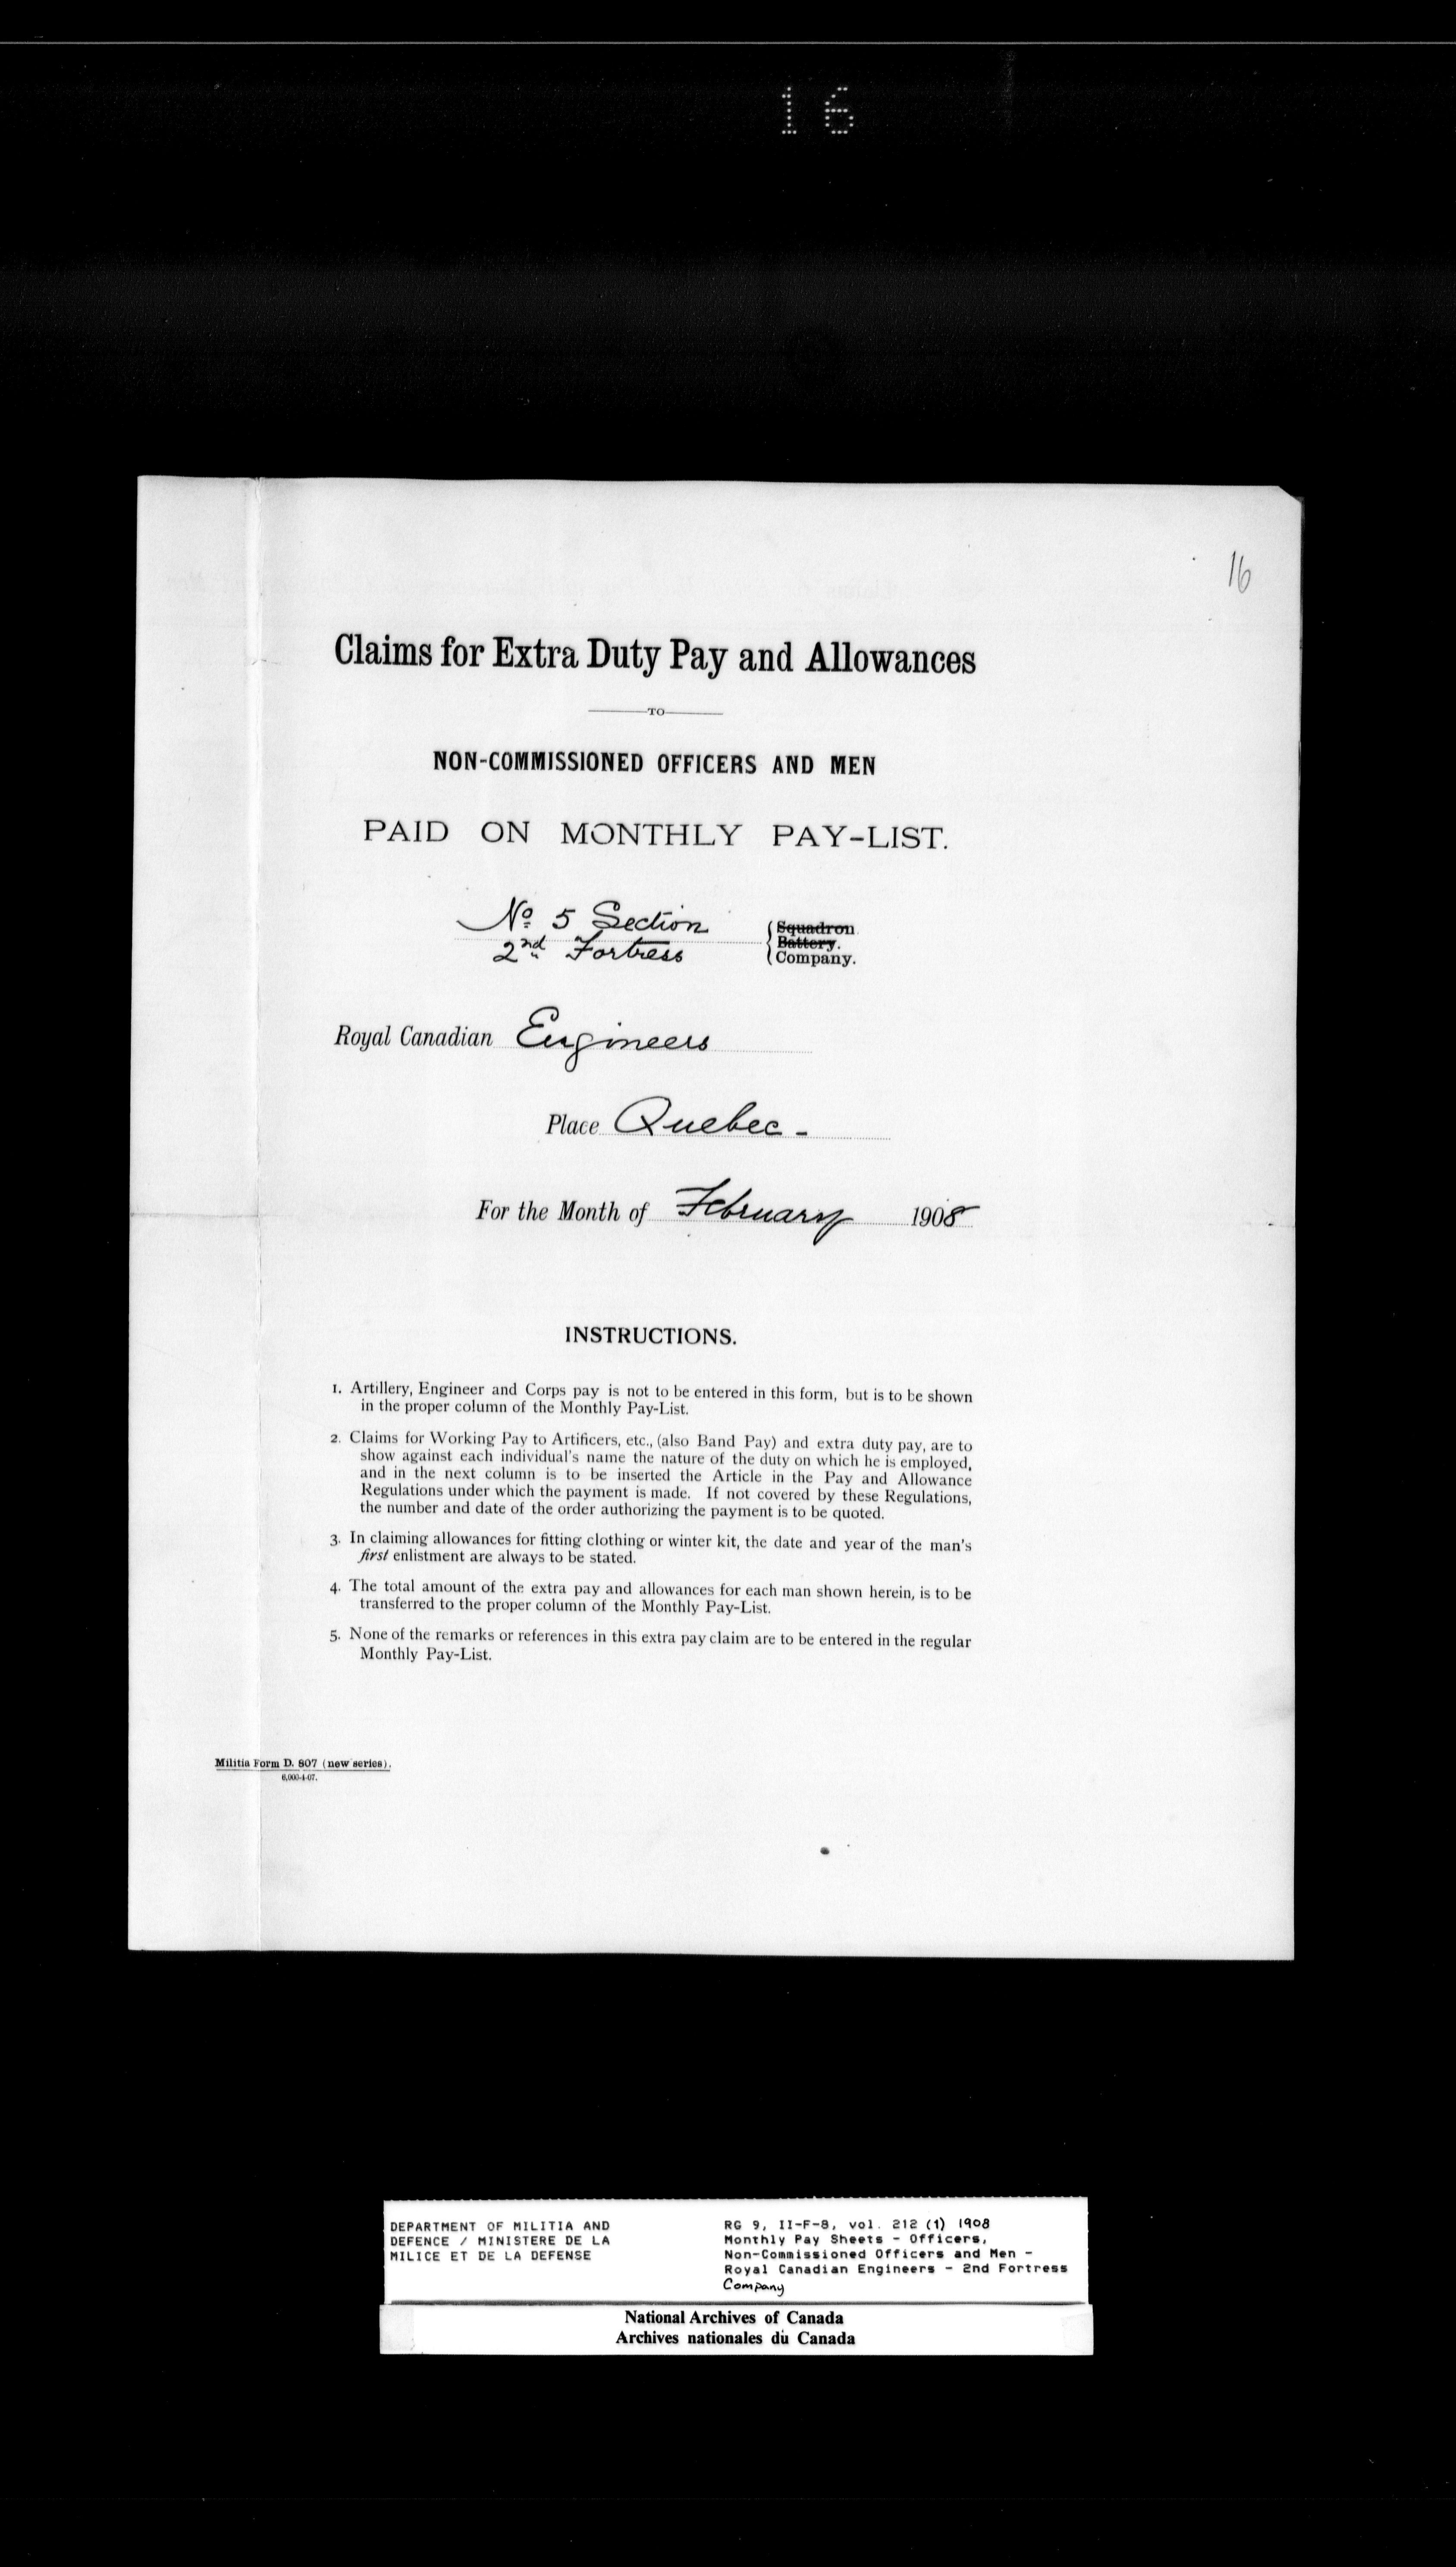 16
16
Claims for Extra Duty Pay and Allowances
TO
NON-COMMISSIONED OFFICERS AND MEN
PAID ON MONTHLY PAY-LIST.
No 5 Section
2nd Fortress
Squadron
Battery.
Company.
Royal Canadian Engineers
Place Quebec -
For the Month of February 1908
INSTRUCTIONS.
1. Artillery, Engineer and Corps pay is not to be entered in this form, but is to be shown
in the proper column of the Monthly Pay-List.
2. Claims for Working Pay to Artificers, etc., (also Band Pay) and extra duty pay, are to
show against each individual's name the nature of the duty on which he is employed,
and in the next column is to be inserted the Article in the Pay and Allowance
Regulations under which the payment is made. If not covered by these Regulations,
the number and date of the order authorizing the payment is to be quoted.
3. In claiming allowances for fitting clothing or winter kit, the date and year of the man's
first enlistment are always to be stated.
4. The total amount of the extra pay and allowances for each man shown herein, is to be
transferred to the proper column of the Monthly Pay-List.
5. None of the remarks or references in this extra pay claim are to be entered in the regular
Monthly Pay-List.
Militia Form D. 807 (new series).
6,000-4-07.
DEPARTMENT OF MILITIA AND
DEFENCE / MINISTERE DE LA
MILICE ET DE LA DEFENSE
RG 9, II-F-8, vol. 212 (1) 1908
Monthly Pay Sheets - Officers,
Non-Commissioned Officers and Men -
Royal Canadian Engineers - 2nd Fortress
Company
National Archives of Canada
Archives nationales du Canada